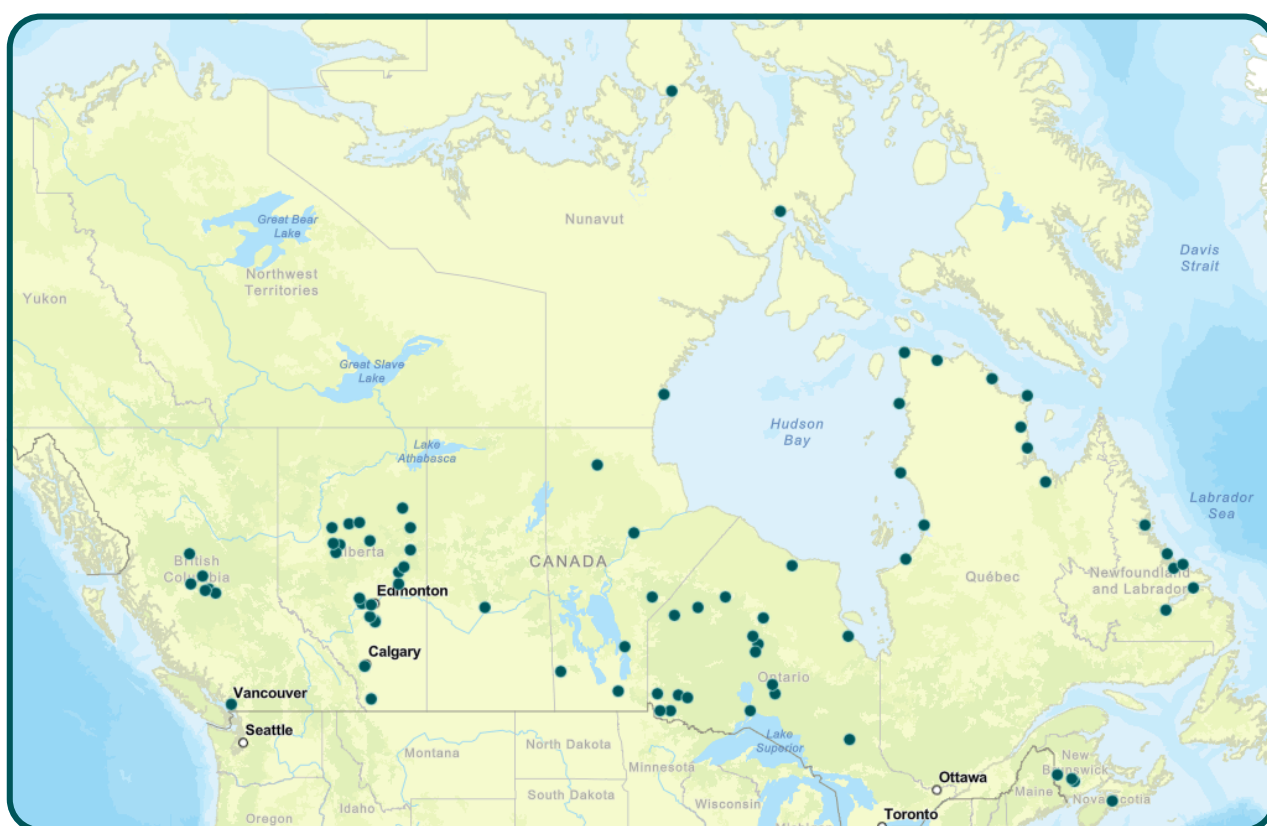 Great Bear
Lake
Nunavut
Davis
Strait
Northwest
Territories
Yukon
Great Slave
Lake
Hudson
Bay
Lake
Athabasca
Labrador
Sea
British
Columbia
Alberta
CANADA
Québec
Newfoundland
and Labrador
Edmonton
Calgary
Ontario
Vancouver
Seattle
Lake
Superior
Montana
North Dakota
Minnesota
South Dakota
Ottawa
New
Brunswick
Maine
Nova Scotia
Wisconsin
Idaho
Oregon
Toronto